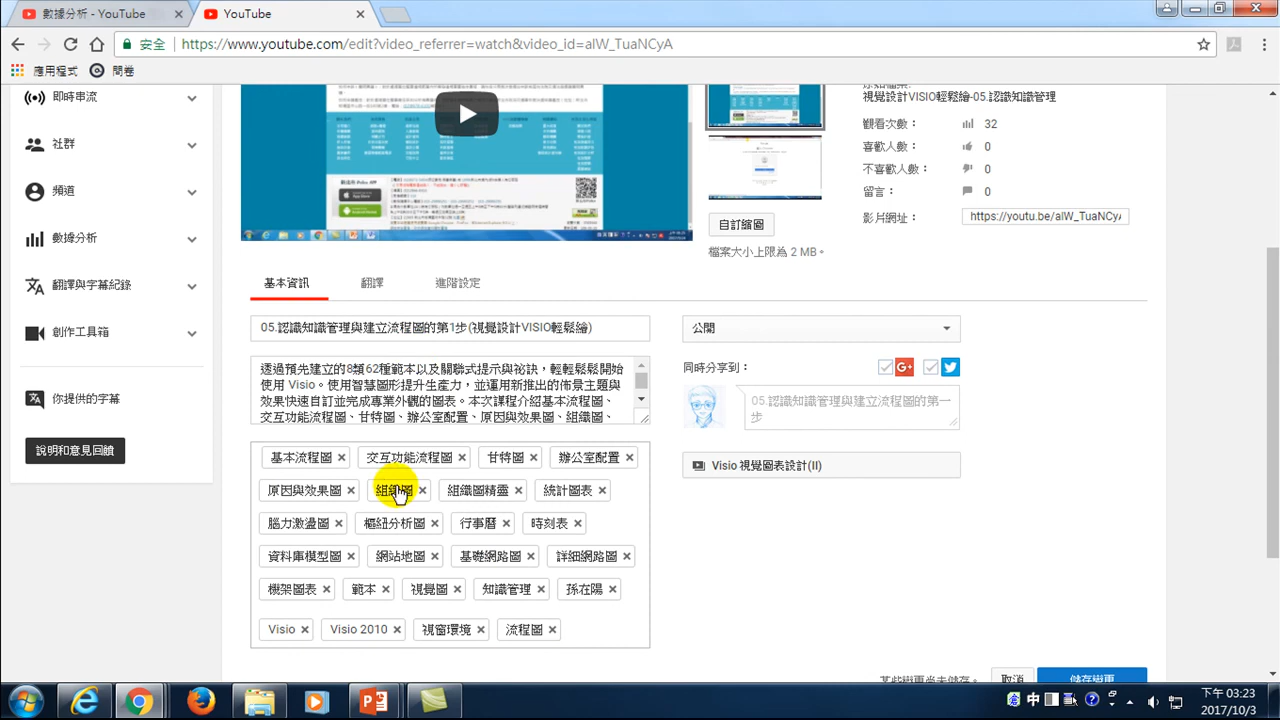 數據分析 - YouTube
YouTube
安全 https://www.youtube.com/edit?video_referrer=watch&video_id=aIW_TuaNCyA
應用程式 問卷
即時串流
社群
頻道
數據分析
翻譯與字幕紀錄
創作工具箱
你提供的字幕
說明和意見回饋
視覺設計VISIO輕鬆繪-05.認識知識管理
觀看次數： 32
喜歡人數： 0
不喜歡人數： 0
留言： 0
影片網址： https://youtu.be/aIW_TuaNCyA
自訂縮圖
檔案大小上限為 2 MB。
基本資訊 翻譯 進階設定
05.認識知識管理與建立流程圖的第1步(視覺設計VISIO輕鬆繪)
透過預先建立的8類62種範本以及關聯式提示與祕訣，輕輕鬆鬆開始
使用 Visio。使用智慧圖形提升生產力，並運用新推出的佈景主題與
效果快速自訂並完成專業外觀的圖表。本次課程介紹基本流程圖、
交互功能流程圖、甘特圖、辦公室配置、原因與效果圖、組織圖、
公開
同時分享到：
05.認識知識管理與建立流程圖的第一
步
Visio 視覺圖表設計(II)
基本流程圖 交互功能流程圖 甘特圖 辦公室配置
原因與效果圖 組織圖 組織圖精靈 統計圖表
腦力激盪圖 樞紐分析圖 行事曆 時刻表
資料庫模型圖 網站地圖 基礎網路圖 詳細網路圖
機架圖表 範本 視覺圖 知識管理 孫在陽
Visio Visio 2010 視窗環境 流程圖
某些變更尚未儲存。 取消 儲存變更
中
下午 03:23
2017/10/3